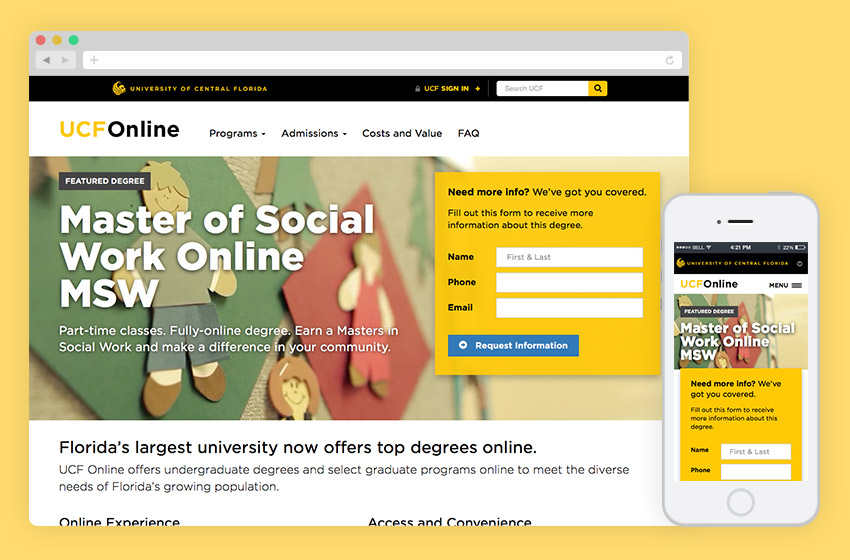 UNIVERSITY OF CENTRAL FLORIDA
UCF SIGN IN +
Search UCF
UCFOnline
Programs
Admissions
Costs and Value
FAQ
FEATURED DEGREE
Master of Social
Work Online
MSW
Part-time classes. Fully-online degree. Earn a Masters in
Social Work and make a difference in your community.
Need more info? We've got you covered.
Fill out this form to receive more
information about this degree.
Name
First & Last
Phone
Email
Request Information
Florida's largest university now offers top degrees online.
UCF Online offers undergraduate degrees and select graduate programs online to meet the diverse
needs of Florida's growing population.
Online Experience
Access and Convenience
BELL
4:21 PM
22%
UNIVERSITY OF CENTRAL FLORIDA
UCFOnline
MENU
FEATURED DEGREE
Master of Social
Work Online
MSW
Need more info? We've
got you covered.
Fill out this form to receive
more information about this
degree.
Name
First & Last
Phone